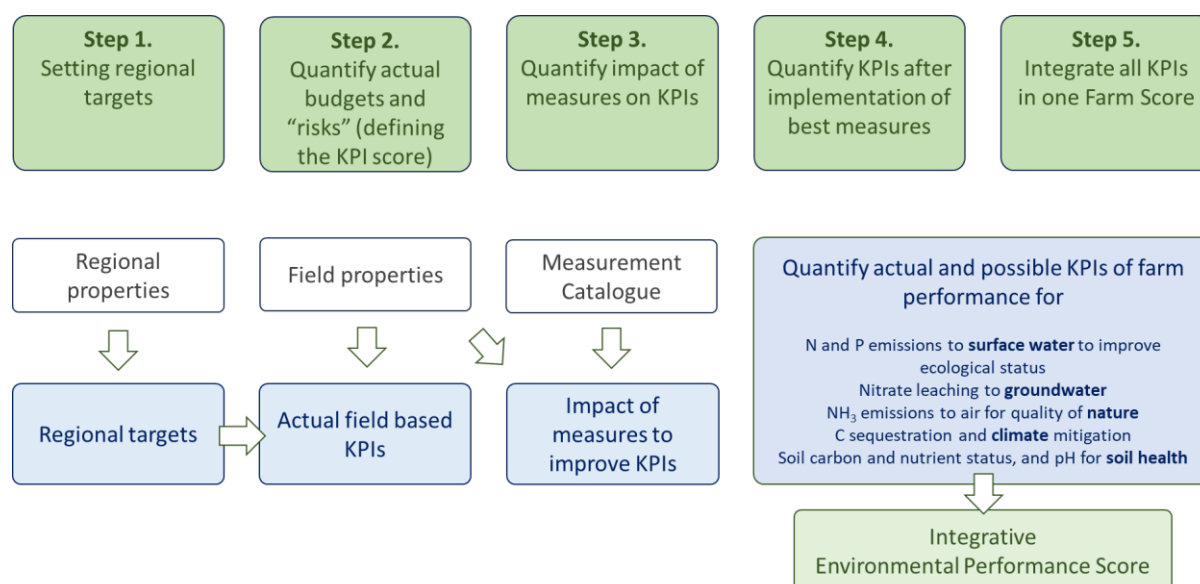 Step 1.
Setting regional
targets
Step 2.
Quantify actual
budgets and
“risks” (defining
the KPI score)
Step 3.
Quantify impact of
measures on KPIs
Step 4.
Quantify KPIs after
implementation of
best measures
Step 5.
Integrate all KPIs
in one Farm Score
Regional
properties
Field properties
Measurement
Catalogue
Regional targets
Actual field based
KPIs
Impact of
measures to
improve KPIs
Quantify actual and possible KPIs of farm
performance for
N and P emissions to surface water to improve
ecological status
Nitrate leaching to groundwater
NH₃ emissions to air for quality of nature
C sequestration and climate mitigation
Soil carbon and nutrient status, and pH for soil health
Integrative
Environmental Performance Score